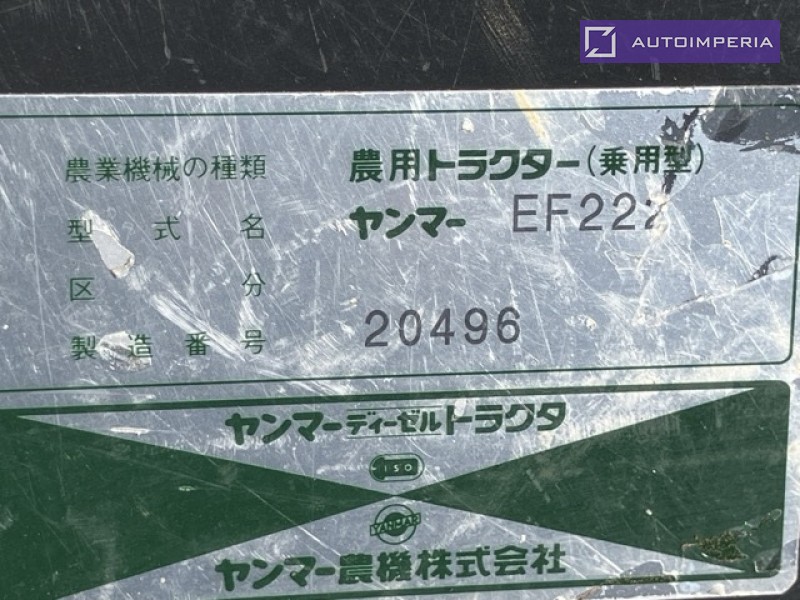 AUTOIMPERIA
農業機械の種類 農用トラクター(乗用型)
型式名 ヤンマー EF222
区分
製造番号 20496
ヤンマーディーゼルトラクタ
ISO
YANMAR
ヤンマー農機株式会社